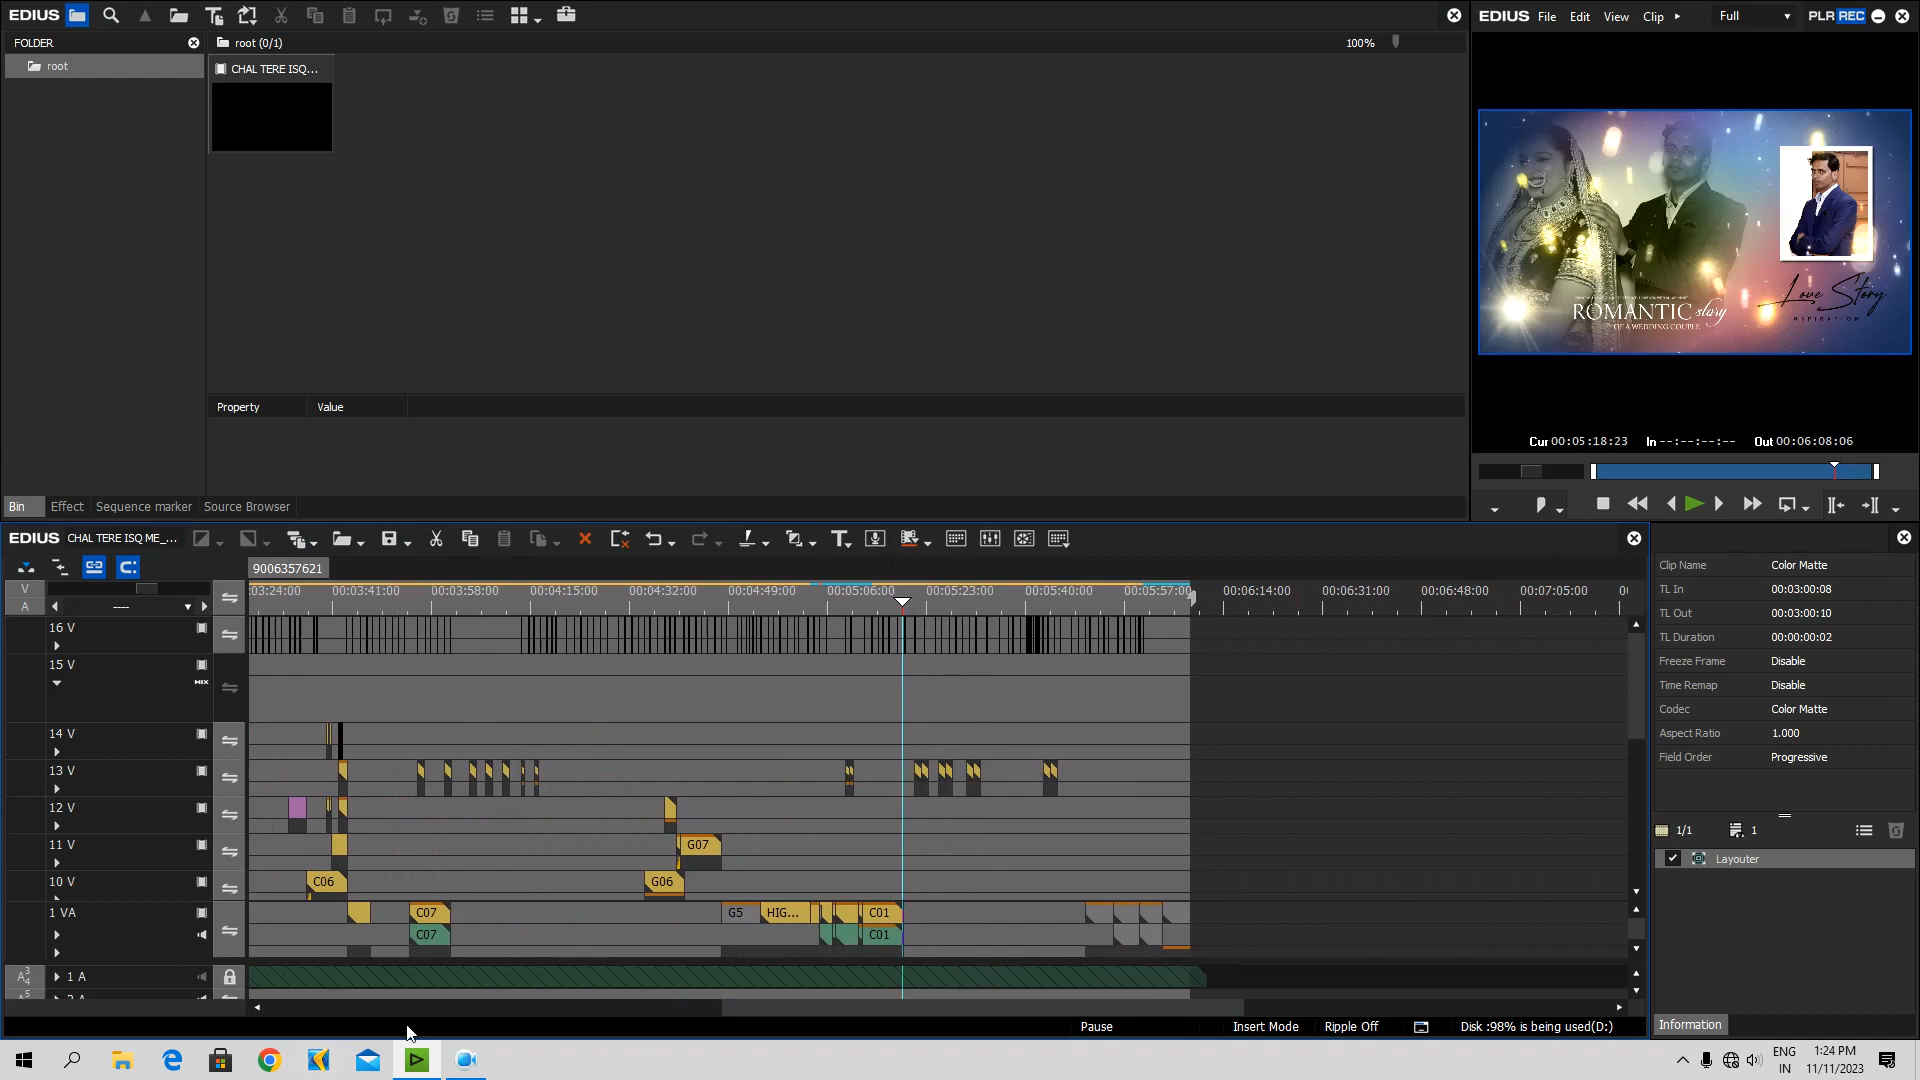 EDIUS
FOLDER
root
root (0/1)
100%
CHAL TERE ISQ...
Property Value
Bin Effect Sequence marker Source Browser
EDIUS File Edit View Clip Full PLR REC
ROMANTIC story
OF A WEDDING COUPLE
Love Story
Cur 00:05:18:23 In --:--:--:-- Out 00:06:08:06
EDIUS CHAL TERE ISQ ME_...
9006357621
V
A ----
:03:24:00 00:03:41:00 00:03:58:00 00:04:15:00 00:04:32:00 00:04:49:00 00:05:06:00 00:05:23:00 00:05:40:00 00:05:57:00 00:06:14:00 00:06:31:00 00:06:48:00 00:07:05:00
16 V
15 V
MIX
14 V
13 V
12 V
11 V G07
10 V C06 G06
1 VA C07 G5 HIG... C01
C07 C01
A 3 4 1 A
Clip Name Color Matte
TL In 00:03:00:08
TL Out 00:03:00:10
TL Duration 00:00:00:02
Freeze Frame Disable
Time Remap Disable
Codec Color Matte
Aspect Ratio 1.000
Field Order Progressive
1/1 1
Layouter
Information
Pause Insert Mode Ripple Off Disk :98% is being used(D:)
ENG
IN
1:24 PM
11/11/2023